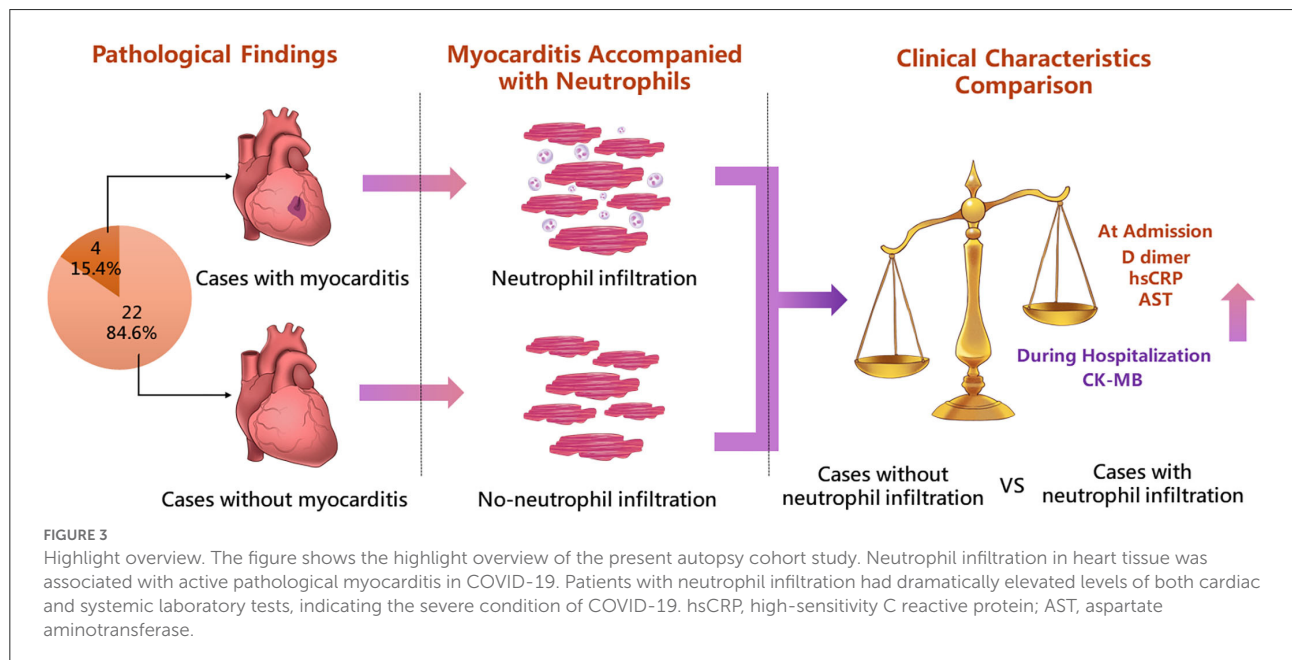 Pathological Findings
Myocarditis Accompanied
with Neutrophils
Clinical Characteristics
Comparison
4
15.4%
22
84.6%
Cases with myocarditis
Cases without myocarditis
Neutrophil infiltration
No-neutrophil infiltration
At Admission
D dimer
hsCRP
AST
During Hospitalization
CK-MB
Cases without
neutrophil infiltration
VS
Cases with
neutrophil infiltration
FIGURE 3
Highlight overview. The figure shows the highlight overview of the present autopsy cohort study. Neutrophil infiltration in heart tissue was
associated with active pathological myocarditis in COVID-19. Patients with neutrophil infiltration had dramatically elevated levels of both cardiac
and systemic laboratory tests, indicating the severe condition of COVID-19. hsCRP, high-sensitivity C reactive protein; AST, aspartate
aminotransferase.